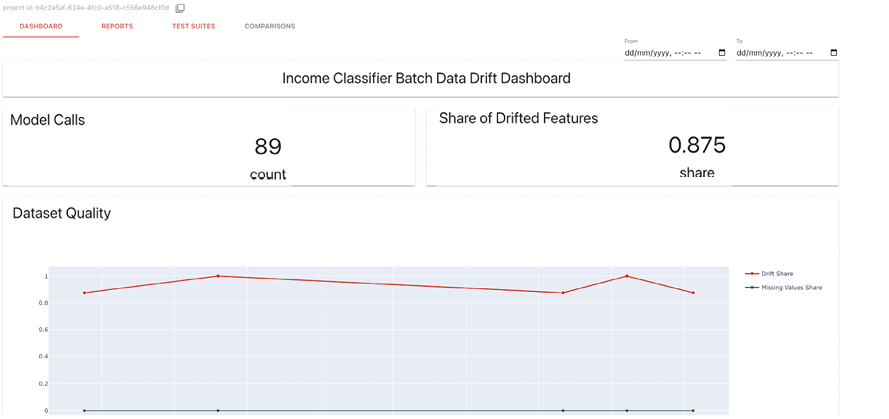 project id: b4c2a5af-624e-4fc0-a518-c556e948cf0d
DASHBOARD REPORTS TEST SUITES COMPARISONS
From To
dd/mm/yyyy, --:-- -- dd/mm/yyyy, --:-- --
Income Classifier Batch Data Drift Dashboard
Model Calls
89
count
Share of Drifted Features
0.875
share
Dataset Quality
1
0.8
0.6
0.4
0.2
0
Drift Share
Missing Values Share